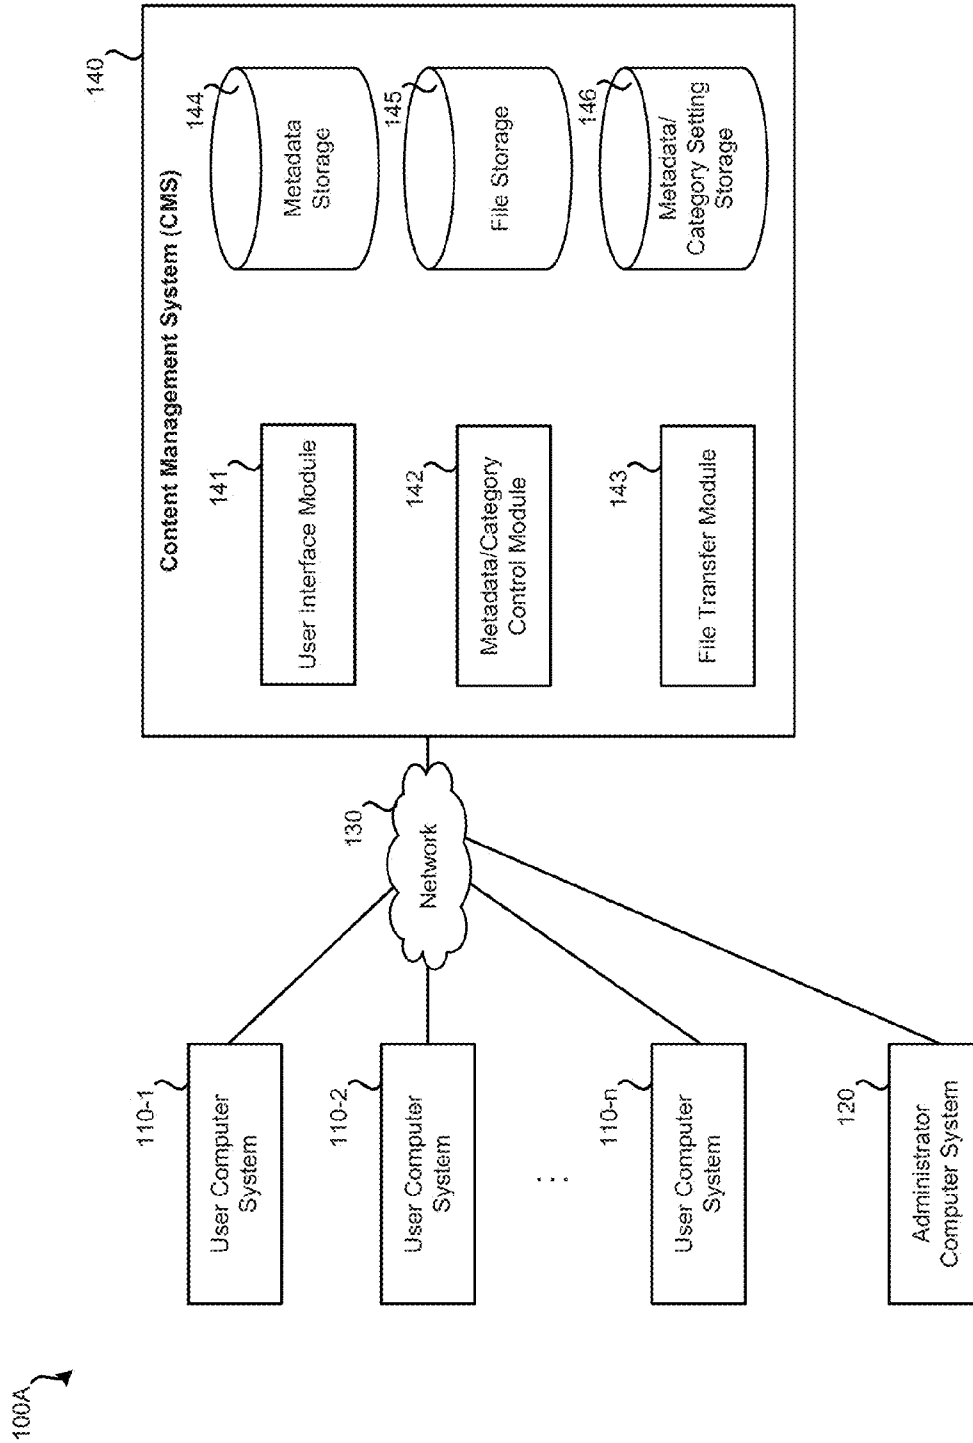 100A
110-1
User Computer
System
110-2
User Computer
System
...
110-n
User Computer
System
120
Administrator
Computer System
130
Network
140
Content Management System (CMS)
141
User Interface Module
142
Metadata/Category
Control Module
143
File Transfer Module
144
Metadata
Storage
145
File Storage
146
Metadata/
Category Setting
Storage